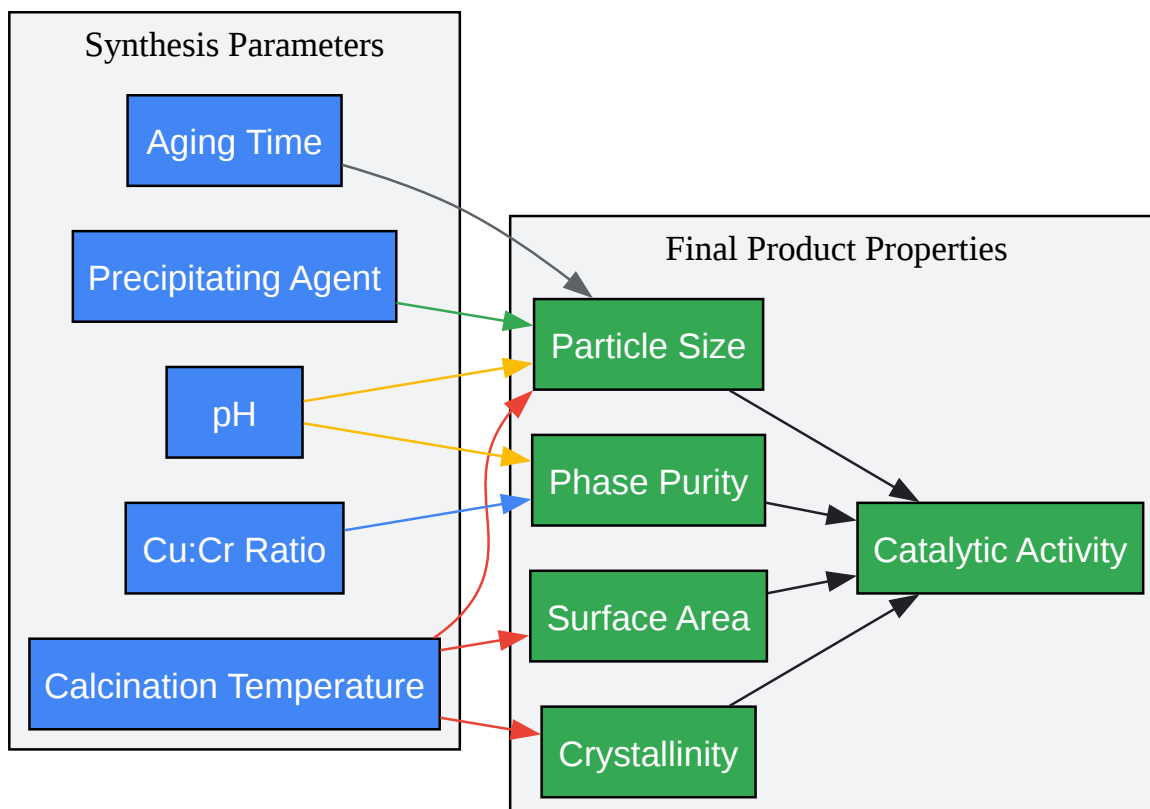 Synthesis Parameters
Aging Time
Precipitating Agent
pH
Cu:Cr Ratio
Calcination Temperature
Final Product Properties
Particle Size
Phase Purity
Surface Area
Crystallinity
Catalytic Activity